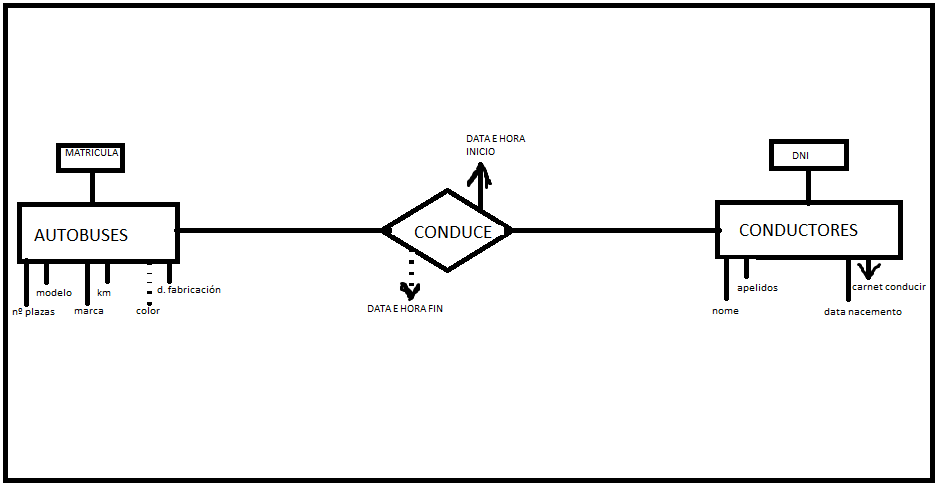 DATA E HORA
INICIO
MATRICULA
DNI
AUTOBUSES
CONDUCE
CONDUCTORES
modelo
km
d. fabricación
nº plazas
marca
color
DATA E HORA FIN
apelidos
carnet conducir
nome
data nacemento